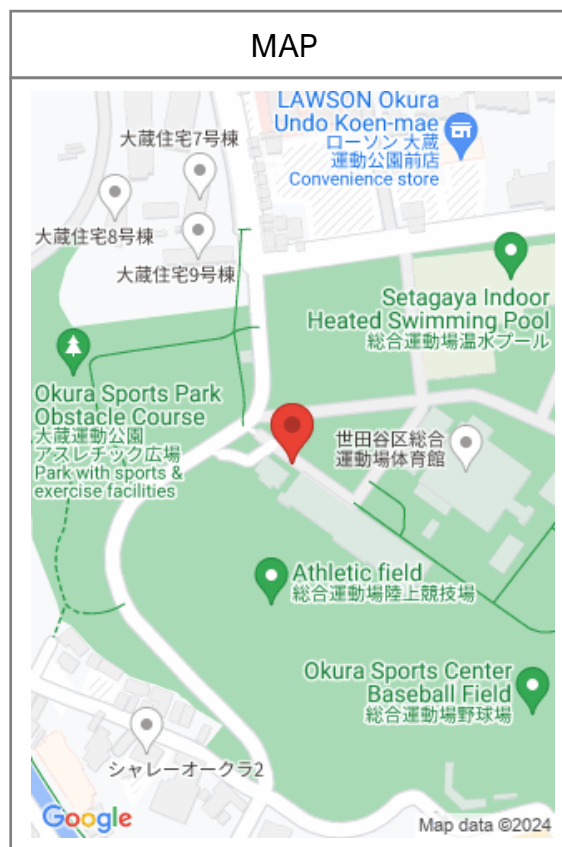 MAP
LAWSON Okura
Undo Koen-mae
ローソン 大蔵
運動公園前店
Convenience store
大蔵住宅7号棟
大蔵住宅8号棟
大蔵住宅9号棟
Setagaya Indoor
Heated Swimming Pool
総合運動場温水プール
Okura Sports Park
Obstacle Course
大蔵運動公園
アスレチック広場
Park with sports &
exercise facilities
世田谷区総合
運動場体育館
Athletic field
総合運動場陸上競技場
Okura Sports Center
Baseball Field
総合運動場野球場
シャレーオークラ2
Google
Map data ©2024